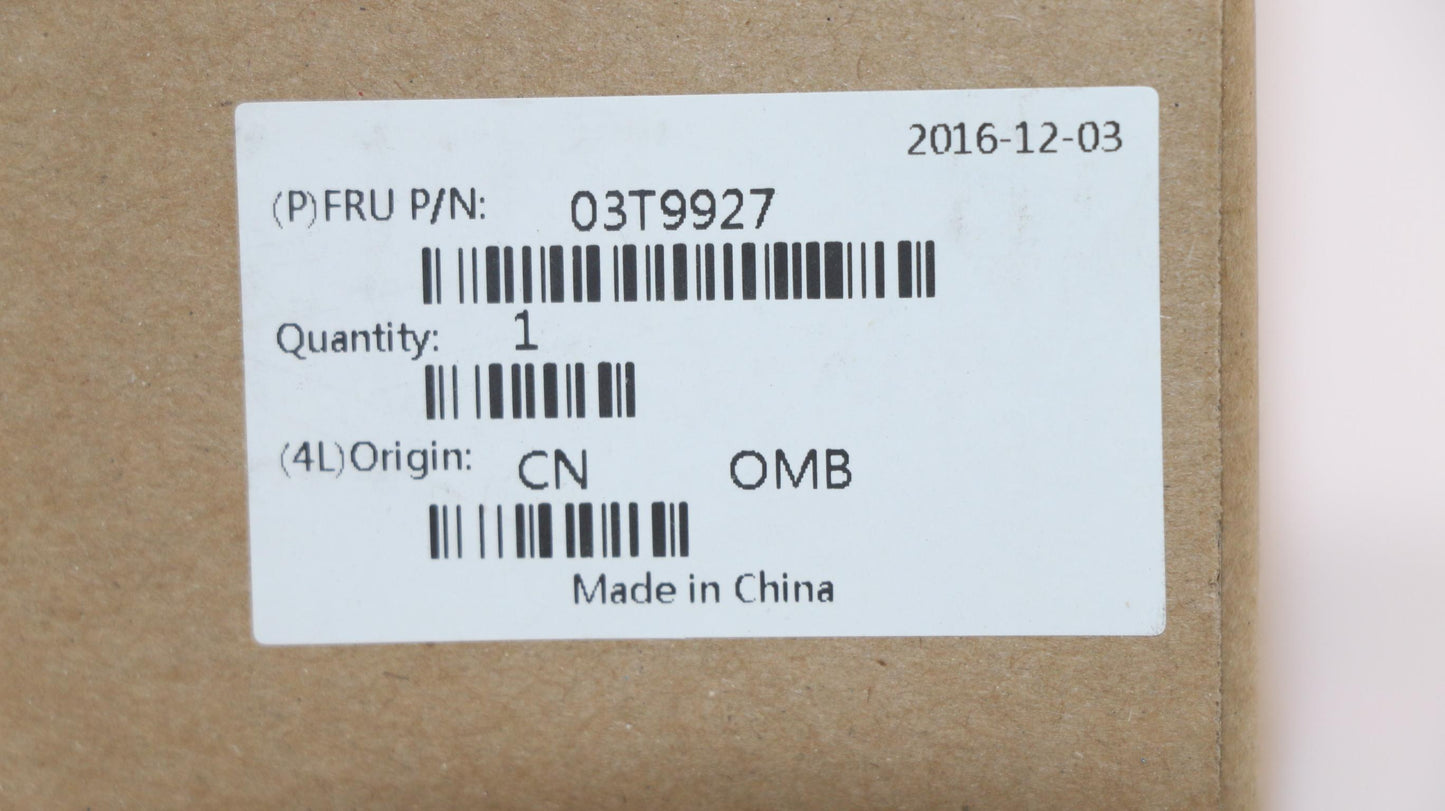 2016-12-03
(P)FRU P/N: 03T9927
Quantity: 1
(4L)Origin: CN OMB
Made in China